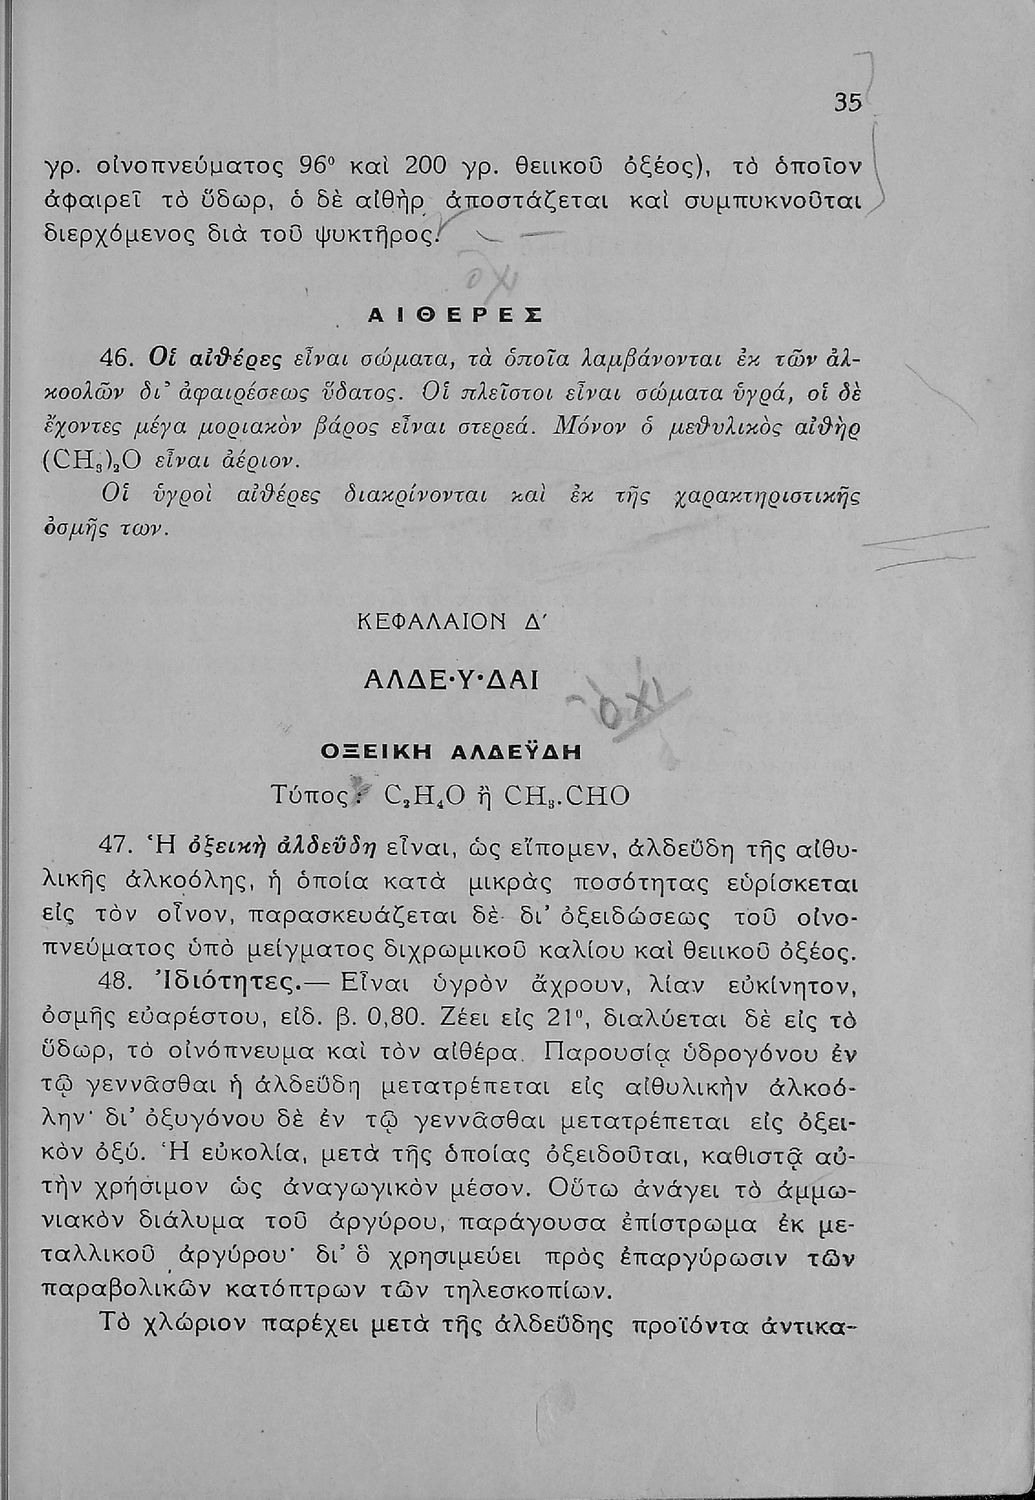 35
γρ. οἰνοπνεύματος 96° καὶ 200 γρ. θειικοῦ ὀξέος), τὸ ὁποῖον
ἀφαιρεῖ τὸ ὕδωρ, ὁ δὲ αἰθὴρ ἀποστάζεται καὶ συμπυκνοῦται
διερχόμενος διὰ τοῦ ψυκτῆρος.
ΑΙΘΕΡΕΣ
46. Οἱ αἰθέρες εἶναι σώματα, τὰ ὁποῖα λαμβάνονται ἐκ τῶν ἀλ-
κοολῶν δι’ ἀφαιρέσεως ὕδατος. Οἱ πλεῖστοι εἶναι σώματα ὑγρά, οἱ δὲ
ἔχοντες μέγα μοριακὸν βάρος εἶναι στερεά. Μόνον ὁ μεθυλικὸς αἰθὴρ
(CH₃)₂O εἶναι ἀέριον.
Οἱ ὑγροὶ αἰθέρες διακρίνονται καὶ ἐκ τῆς χαρακτηριστικῆς
ὀσμῆς των.
ΚΕΦΑΛΑΙΟΝ Δ′
ΑΛΔΕ·Υ·ΔΑΙ
ὄχι
ΟΞΕΙΚΗ ΑΛΔΕΫΔΗ
Τύπος: C₂H₄O ἢ CH₃.CHO
47. Ἡ ὀξεικὴ ἀλδεΰδη εἶναι, ὡς εἴπομεν, ἀλδεΰδη τῆς αἰθυ-
λικῆς ἀλκοόλης, ἡ ὁποία κατὰ μικρὰς ποσότητας εὑρίσκεται
εἰς τὸν οἶνον, παρασκευάζεται δὲ δι’ ὀξειδώσεως τοῦ οἰνο-
πνεύματος ὑπὸ μείγματος διχρωμικοῦ καλίου καὶ θειικοῦ ὀξέος.
48. Ἰδιότητες.— Εἶναι ὑγρὸν ἄχρουν, λίαν εὐκίνητον,
ὀσμῆς εὐαρέστου, εἰδ. β. 0,80. Ζέει εἰς 21°, διαλύεται δὲ εἰς τὸ
ὕδωρ, τὸ οἰνόπνευμα καὶ τὸν αἰθέρα. Παρουσίᾳ ὑδρογόνου ἐν
τῷ γεννᾶσθαι ἡ ἀλδεΰδη μετατρέπεται εἰς αἰθυλικὴν ἀλκοό-
λην· δι’ ὀξυγόνου δὲ ἐν τῷ γεννᾶσθαι μετατρέπεται εἰς ὀξει-
κὸν ὀξύ. Ἡ εὐκολία, μετὰ τῆς ὁποίας ὀξειδοῦται, καθιστᾷ αὐ-
τὴν χρήσιμον ὡς ἀναγωγικὸν μέσον. Οὕτω ἀνάγει τὸ ἀμμω-
νιακὸν διάλυμα τοῦ ἀργύρου, παράγουσα ἐπίστρωμα ἐκ με-
ταλλικοῦ ἀργύρου· δι’ ὃ χρησιμεύει πρὸς ἐπαργύρωσιν τῶν
παραβολικῶν κατόπτρων τῶν τηλεσκοπίων.
Τὸ χλώριον παρέχει μετὰ τῆς ἀλδεΰδης προϊόντα ἀντικα-